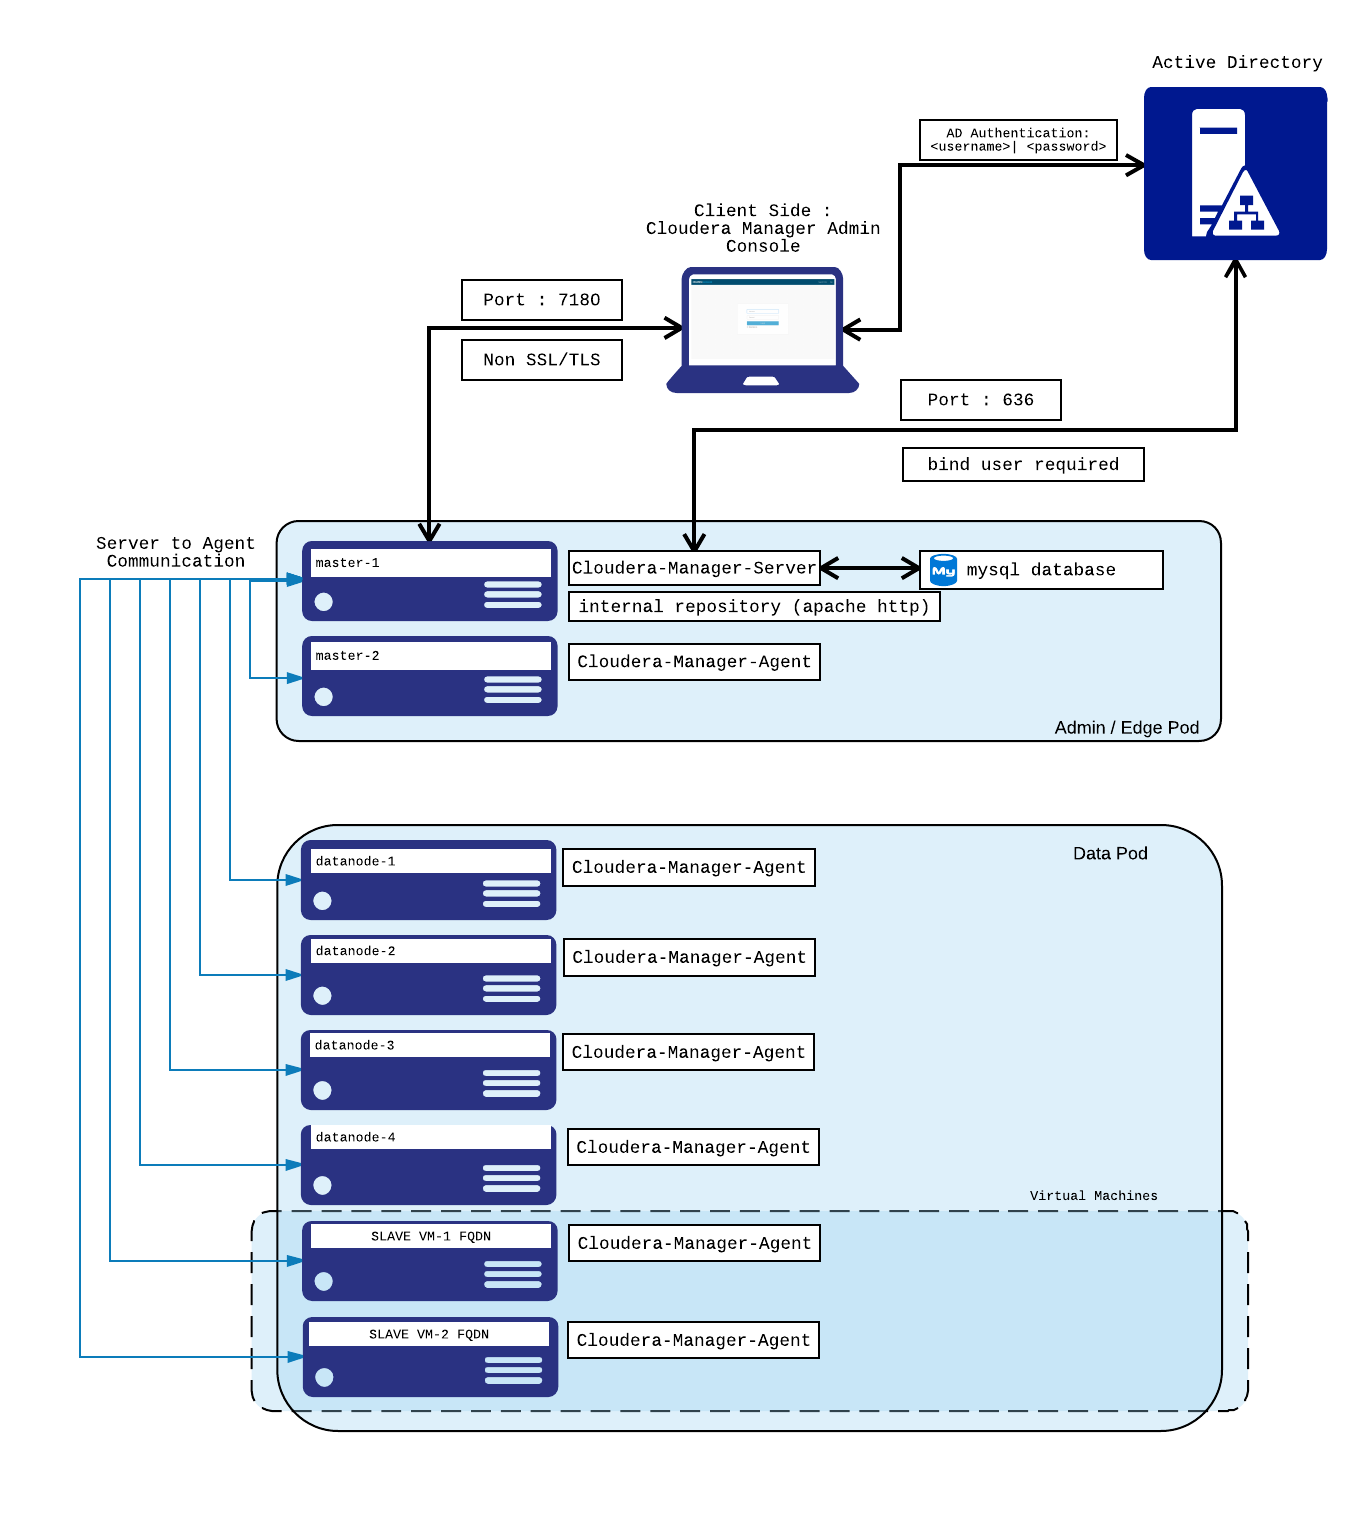 Active Directory
AD Authentication:
<username>| <password>
Client Side :
Cloudera Manager Admin
Console
Port : 7180
Non SSL/TLS
Port : 636
bind user required
Server to Agent
Communication
master-1
Cloudera-Manager-Server
My
mysql database
internal repository (apache http)
master-2
Cloudera-Manager-Agent
Admin / Edge Pod
Data Pod
datanode-1
Cloudera-Manager-Agent
datanode-2
Cloudera-Manager-Agent
datanode-3
Cloudera-Manager-Agent
datanode-4
Cloudera-Manager-Agent
Virtual Machines
SLAVE VM-1 FQDN
Cloudera-Manager-Agent
SLAVE VM-2 FQDN
Cloudera-Manager-Agent